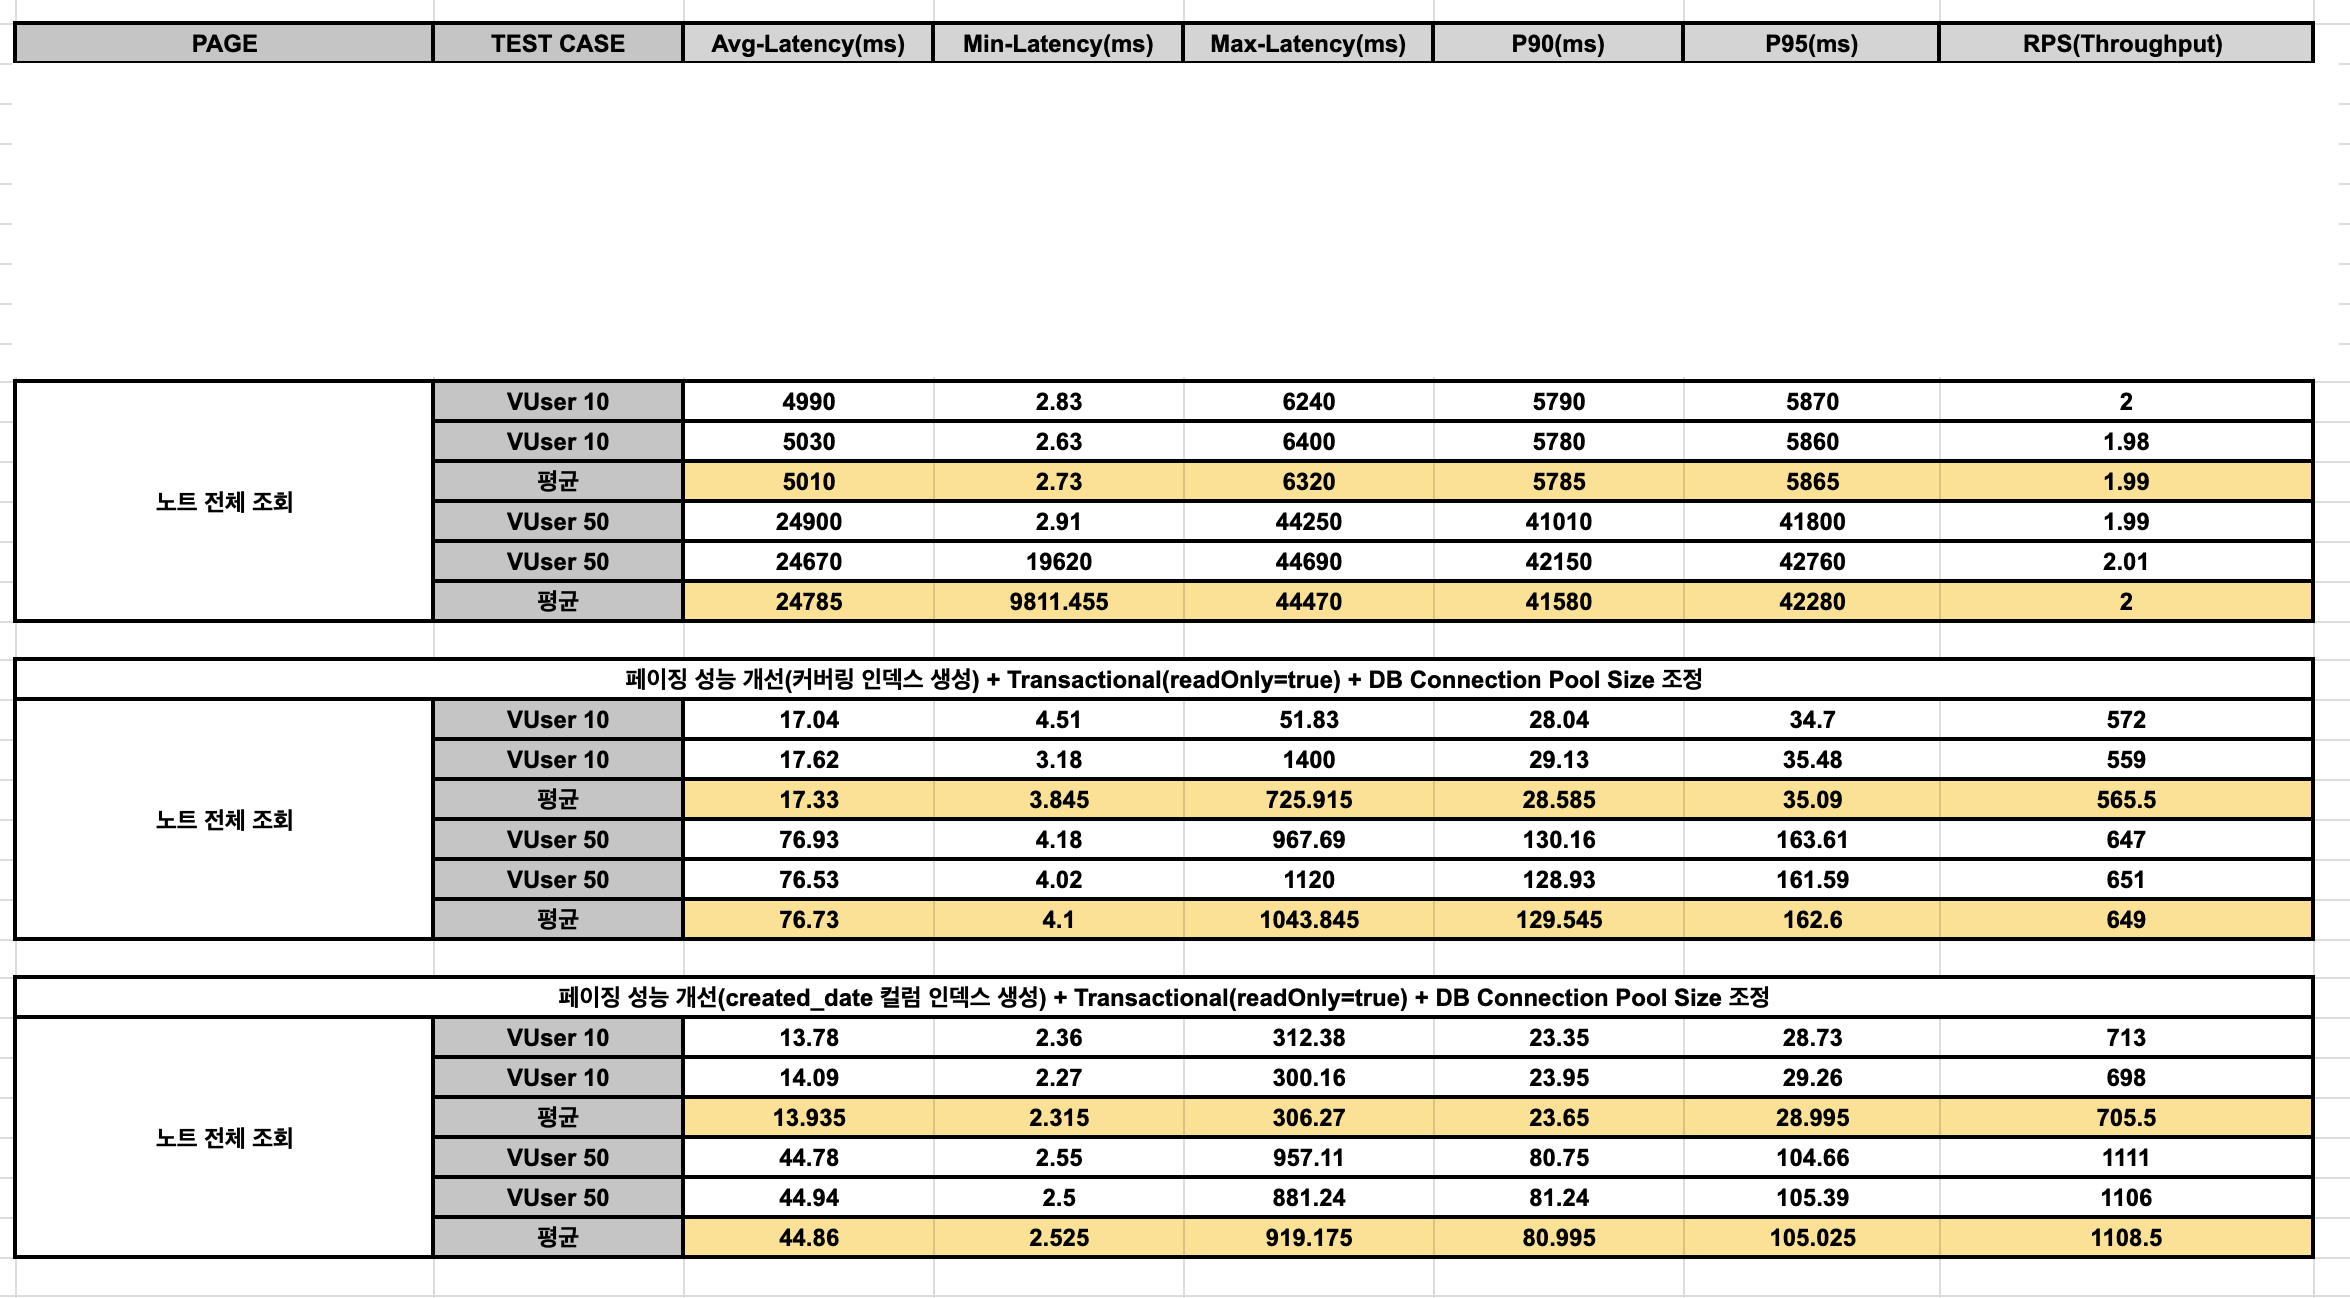 PAGE TEST CASE Avg-Latency(ms) Min-Latency(ms) Max-Latency(ms) P90(ms) P95(ms) RPS(Throughput)
노트 전체 조회
VUser 10 4990 2.83 6240 5790 5870 2
VUser 10 5030 2.63 6400 5780 5860 1.98
평균 5010 2.73 6320 5785 5865 1.99
VUser 50 24900 2.91 44250 41010 41800 1.99
VUser 50 24670 19620 44690 42150 42760 2.01
평균 24785 9811.455 44470 41580 42280 2
페이징 성능 개선(커버링 인덱스 생성) + Transactional(readOnly=true) + DB Connection Pool Size 조정
노트 전체 조회
VUser 10 17.04 4.51 51.83 28.04 34.7 572
VUser 10 17.62 3.18 1400 29.13 35.48 559
평균 17.33 3.845 725.915 28.585 35.09 565.5
VUser 50 76.93 4.18 967.69 130.16 163.61 647
VUser 50 76.53 4.02 1120 128.93 161.59 651
평균 76.73 4.1 1043.845 129.545 162.6 649
페이징 성능 개선(created_date 컬럼 인덱스 생성) + Transactional(readOnly=true) + DB Connection Pool Size 조정
노트 전체 조회
VUser 10 13.78 2.36 312.38 23.35 28.73 713
VUser 10 14.09 2.27 300.16 23.95 29.26 698
평균 13.935 2.315 306.27 23.65 28.995 705.5
VUser 50 44.78 2.55 957.11 80.75 104.66 1111
VUser 50 44.94 2.5 881.24 81.24 105.39 1106
평균 44.86 2.525 919.175 80.995 105.025 1108.5